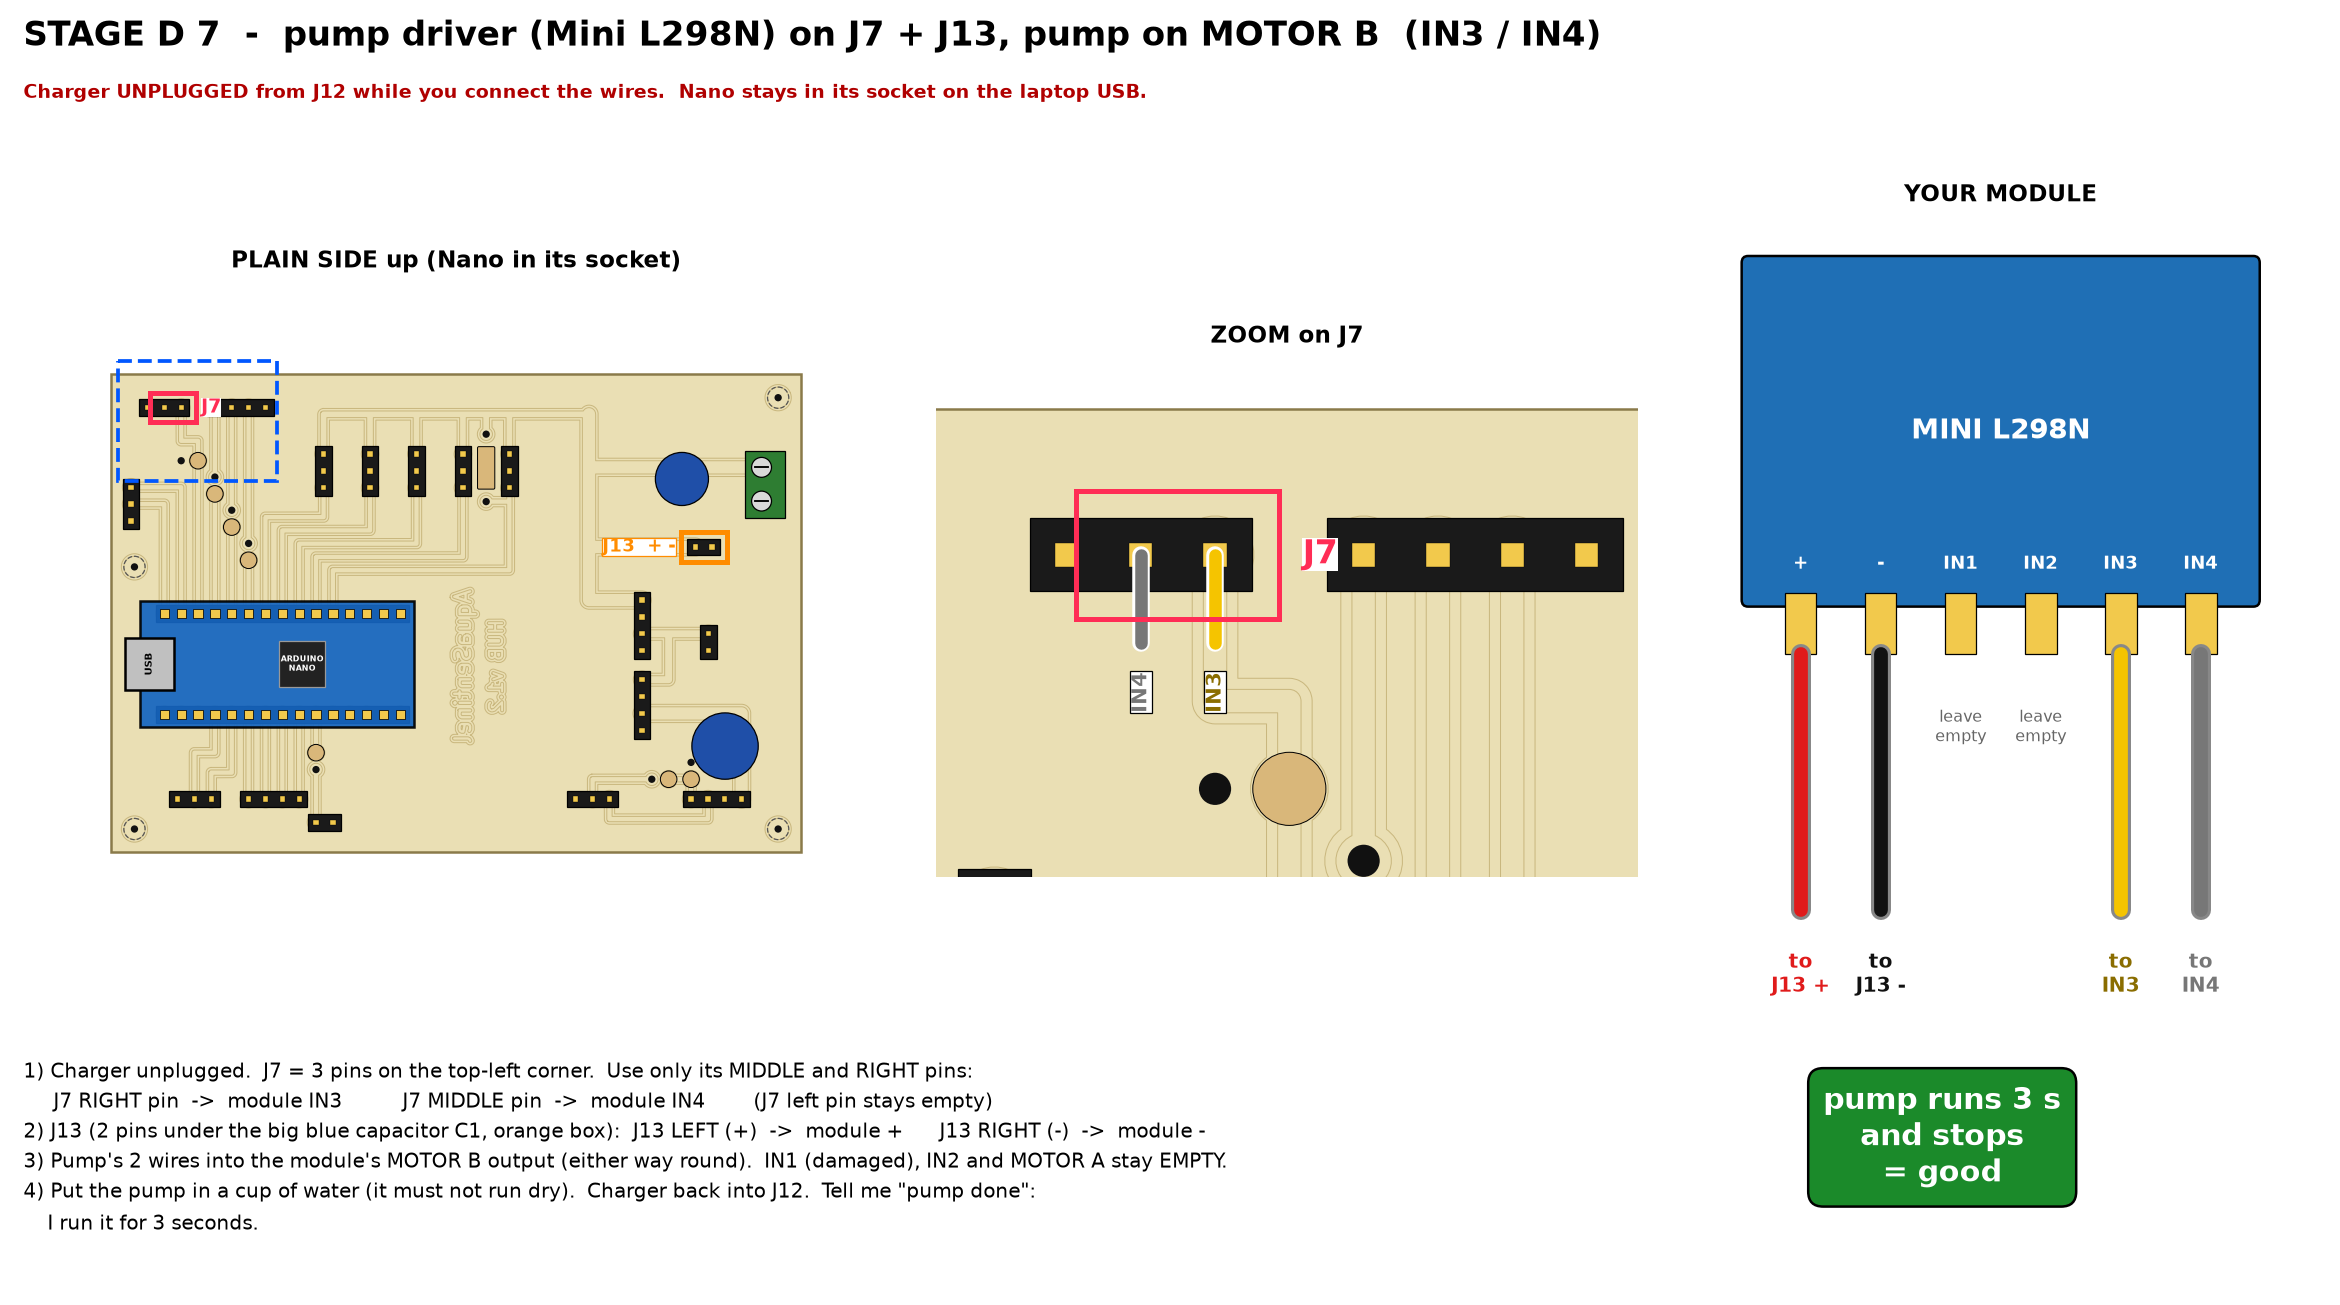 STAGE D 7  -  pump driver (Mini L298N) on J7 + J13, pump on MOTOR B  (IN3 / IN4)
Charger UNPLUGGED from J12 while you connect the wires.  Nano stays in its socket on the laptop USB.
PLAIN SIDE up (Nano in its socket)
J7
J13  + -
USB
ARDUINO
NANO
AquaSentinel
HUB v1.2
ZOOM on J7
J7
IN4
IN3
YOUR MODULE
MINI L298N
+
-
IN1
IN2
IN3
IN4
leave
empty
leave
empty
to
J13 +
to
J13 -
to
IN3
to
IN4
1) Charger unplugged.  J7 = 3 pins on the top-left corner.  Use only its MIDDLE and RIGHT pins:
J7 RIGHT pin  ->  module IN3          J7 MIDDLE pin  ->  module IN4        (J7 left pin stays empty)
2) J13 (2 pins under the big blue capacitor C1, orange box):  J13 LEFT (+)  ->  module +      J13 RIGHT (-)  ->  module -
3) Pump's 2 wires into the module's MOTOR B output (either way round).  IN1 (damaged), IN2 and MOTOR A stay EMPTY.
4) Put the pump in a cup of water (it must not run dry).  Charger back into J12.  Tell me "pump done":
I run it for 3 seconds.
pump runs 3 s
and stops
= good